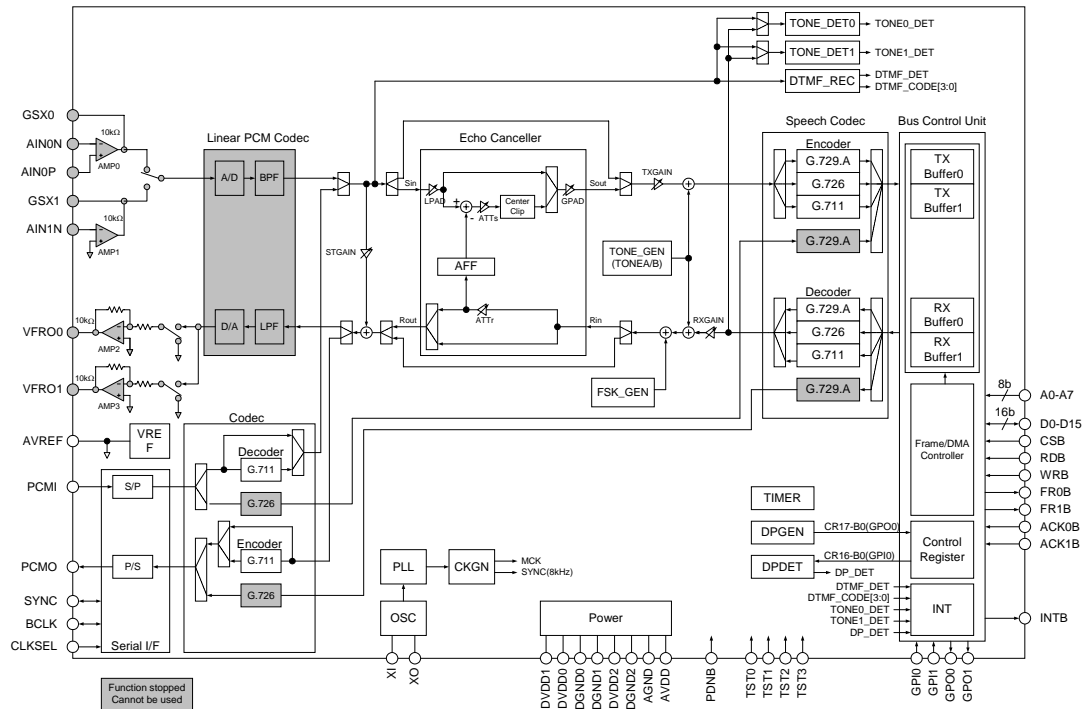 TONE_DET0
TONE0_DET
TONE_DET1
TONE1_DET
DTMF_REC
DTMF_DET
DTMF_CODE[3:0]
GSX0
10kΩ
AIN0N
AMP0
AIN0P
GSX1
10kΩ
AIN1N
AMP1
Linear PCM Codec
A/D
BPF
D/A
LPF
STGAIN
Echo Canceller
Sin
LPAD
+
-
ATTs
Center
Clip
GPAD
Sout
AFF
Rout
ATTr
Rin
TXGAIN
TONE_GEN
(TONEA/B)
RXGAIN
FSK_GEN
Speech Codec
Encoder
G.729.A
G.726
G.711
G.729.A
Decoder
G.729.A
G.726
G.711
G.729.A
Bus Control Unit
TX
Buffer0
TX
Buffer1
RX
Buffer0
RX
Buffer1
Frame/DMA
Controller
Control
Register
INT
8b
A0-A7
16b
D0-D15
CSB
RDB
WRB
FR0B
FR1B
ACK0B
ACK1B
INTB
VFRO0
10kΩ
AMP2
VFRO1
10kΩ
AMP3
AVREF
VRE
F
Codec
Decoder
G.711
G.726
Encoder
G.711
G.726
PCMI
S/P
PCMO
P/S
SYNC
BCLK
CLKSEL
Serial I/F
PLL
CKGN
MCK
SYNC(8kHz)
OSC
XI
XO
Power
DVDD1
DVDD0
DGND0
DGND1
DVDD2
DGND2
AGND
AVDD
PDNB
TST0
TST1
TST2
TST3
TIMER
DPGEN
CR17-B0(GPO0)
DPDET
CR16-B0(GPI0)
DP_DET
DTMF_DET
DTMF_CODE[3:0]
TONE0_DET
TONE1_DET
DP_DET
GPI0
GPI1
GPO0
GPO1
Function stopped
Cannot be used